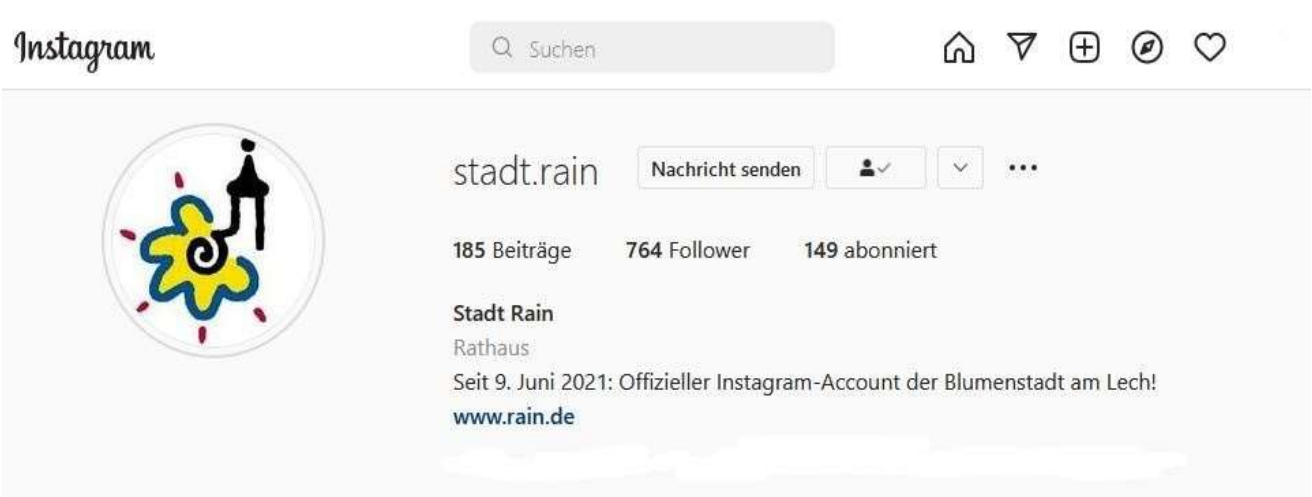 Instagram
Suchen
stadt.rain Nachricht senden
185 Beiträge 764 Follower 149 abonniert
Stadt Rain
Rathaus
Seit 9. Juni 2021: Offizieller Instagram-Account der Blumenstadt am Lech!
www.rain.de